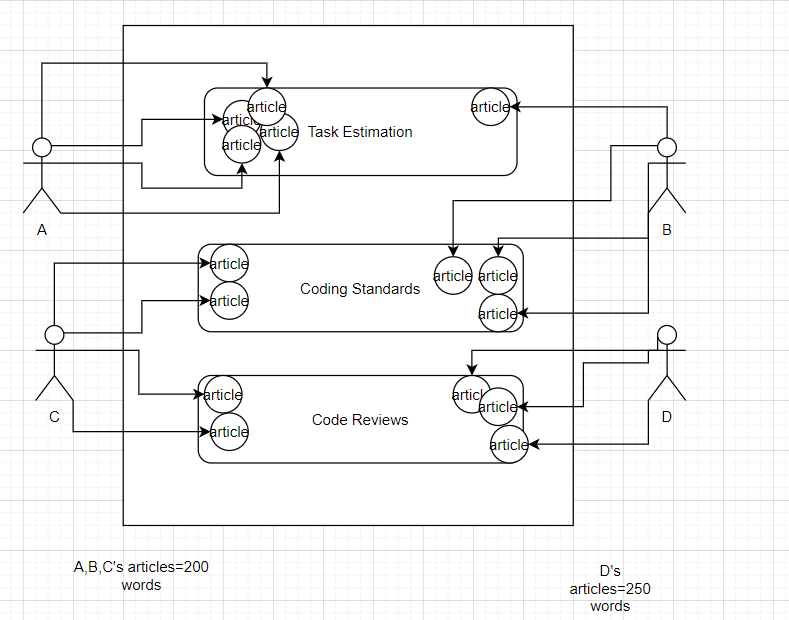 article
article
article
article
article
Task Estimation
A
B
article
article
Coding Standards
article
article
article
C
D
article
article
Code Reviews
articl
article
article
A,B,C's articles=200
words
D's
articles=250
words